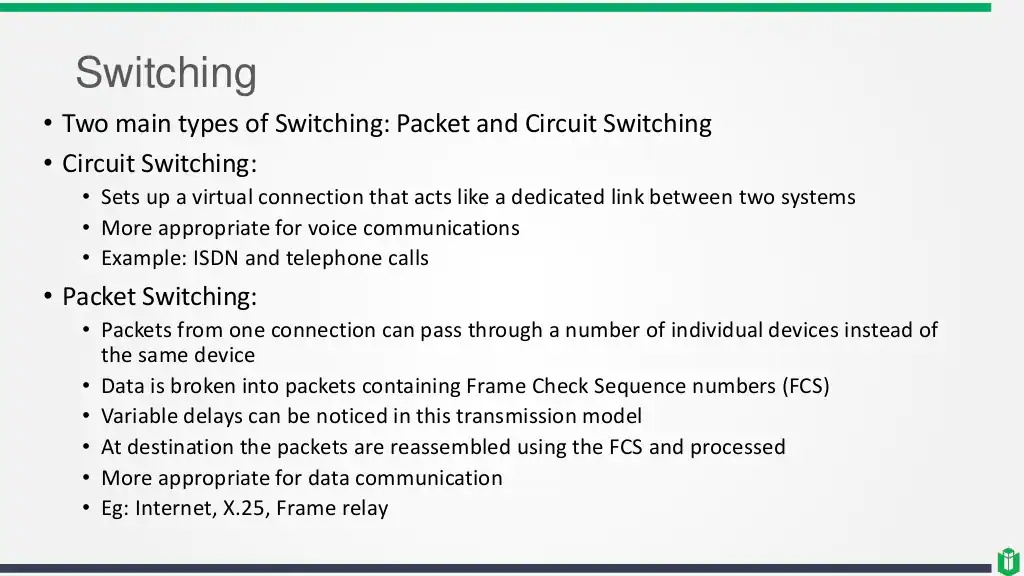 Switching
• Two main types of Switching: Packet and Circuit Switching
• Circuit Switching:
• Sets up a virtual connection that acts like a dedicated link between two systems
• More appropriate for voice communications
• Example: ISDN and telephone calls
• Packet Switching:
• Packets from one connection can pass through a number of individual devices instead of
the same device
• Data is broken into packets containing Frame Check Sequence numbers (FCS)
• Variable delays can be noticed in this transmission model
• At destination the packets are reassembled using the FCS and processed
• More appropriate for data communication
• Eg: Internet, X.25, Frame relay